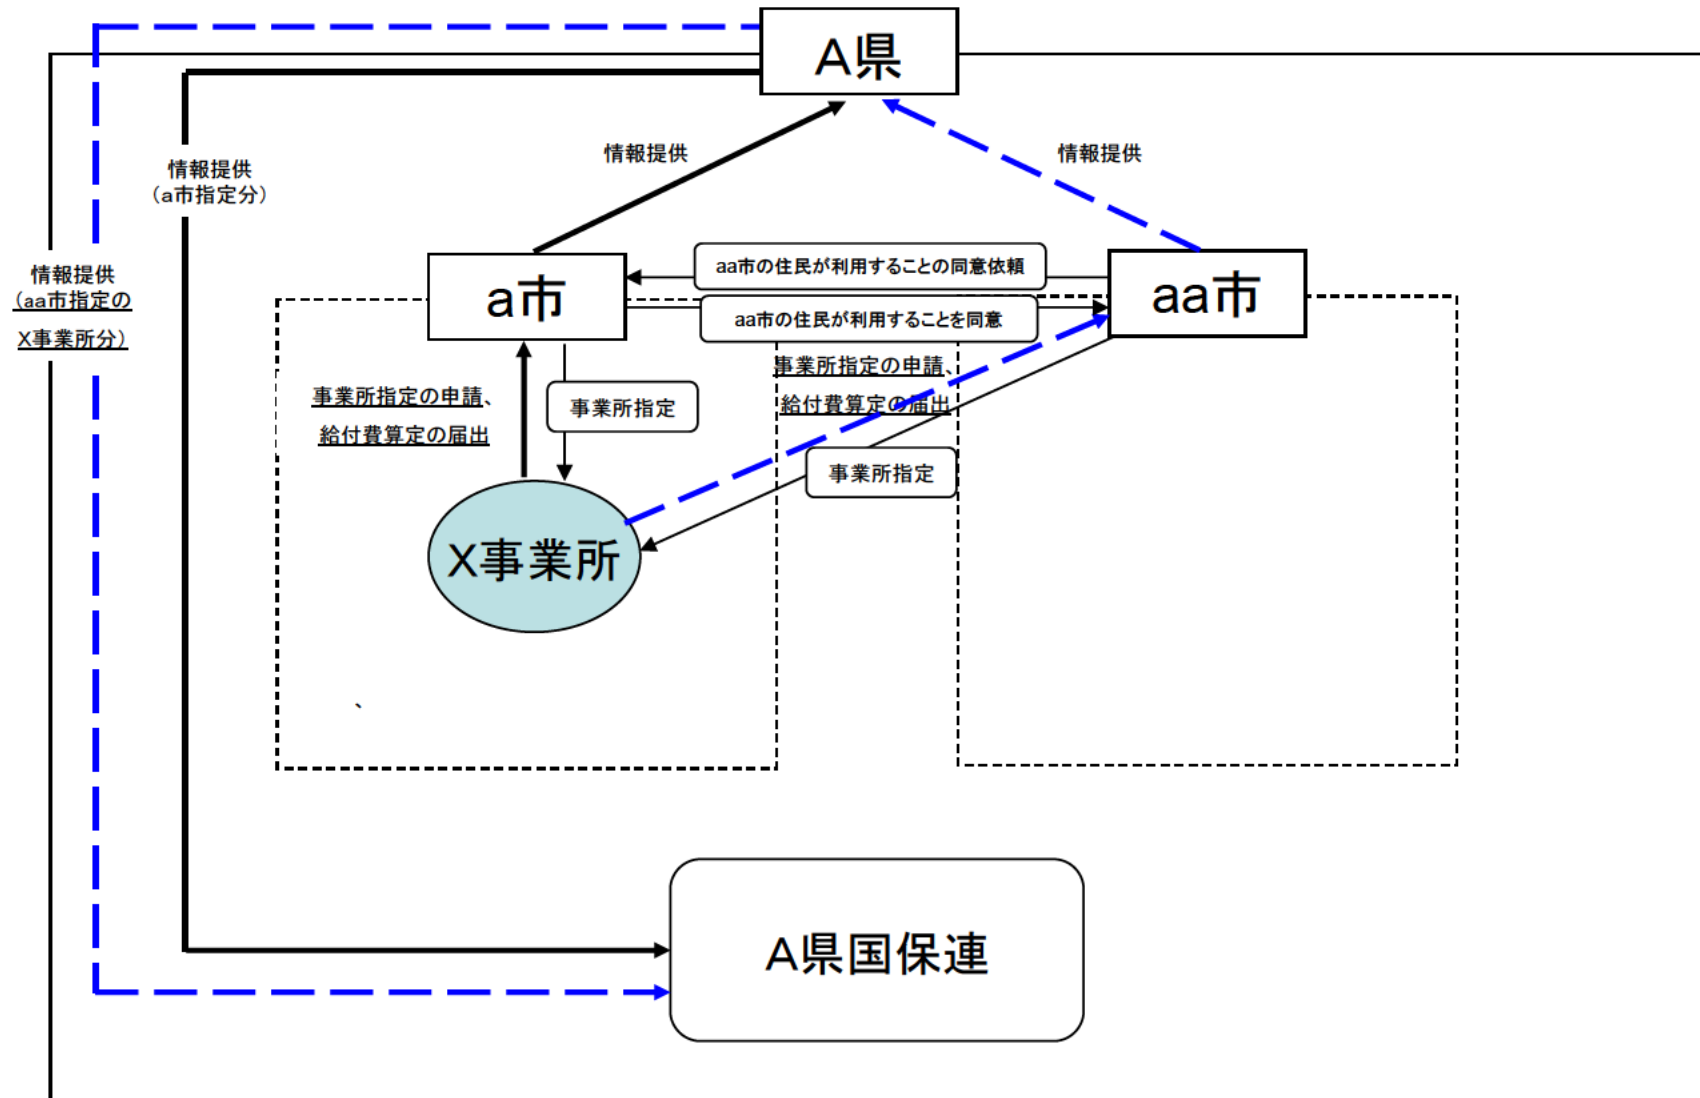 A県
情報提供
情報提供
情報提供
（a市指定分）
情報提供
（aa市指定の
X事業所分）
a市
aa市の住民が利用することの同意依頼
aa市の住民が利用することを同意
aa市
事業所指定の申請、
給付費算定の届出
事業所指定
事業所指定の申請、
給付費算定の届出
事業所指定
X事業所
、
A県国保連